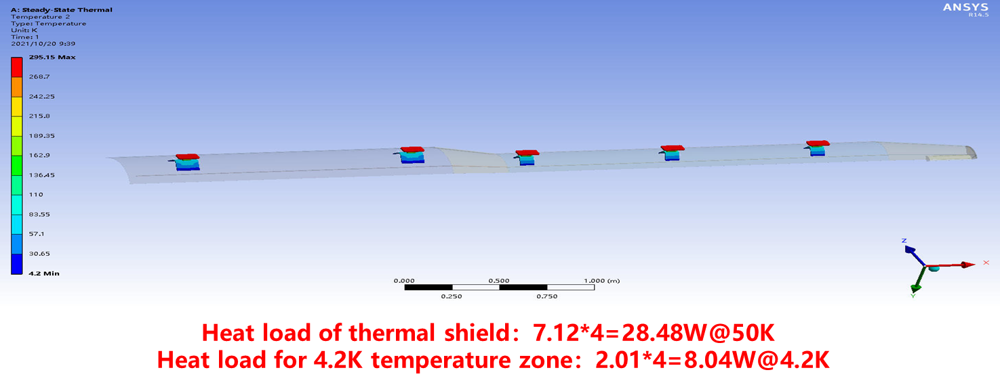 A: Steady-State Thermal
Temperature 2
Type: Temperature
Unit: K
Time: 1
2021/10/20 9:39
ANSYS
R14.5
295.15 Max
268.7
242.25
215.8
189.35
162.9
136.45
110
83.55
57.1
30.65
4.2 Min
0.000 0.500 1.000 (m)
0.250 0.750
Z
X
Y
Heat load of thermal shield：7.12*4=28.48W@50K
Heat load for 4.2K temperature zone：2.01*4=8.04W@4.2K